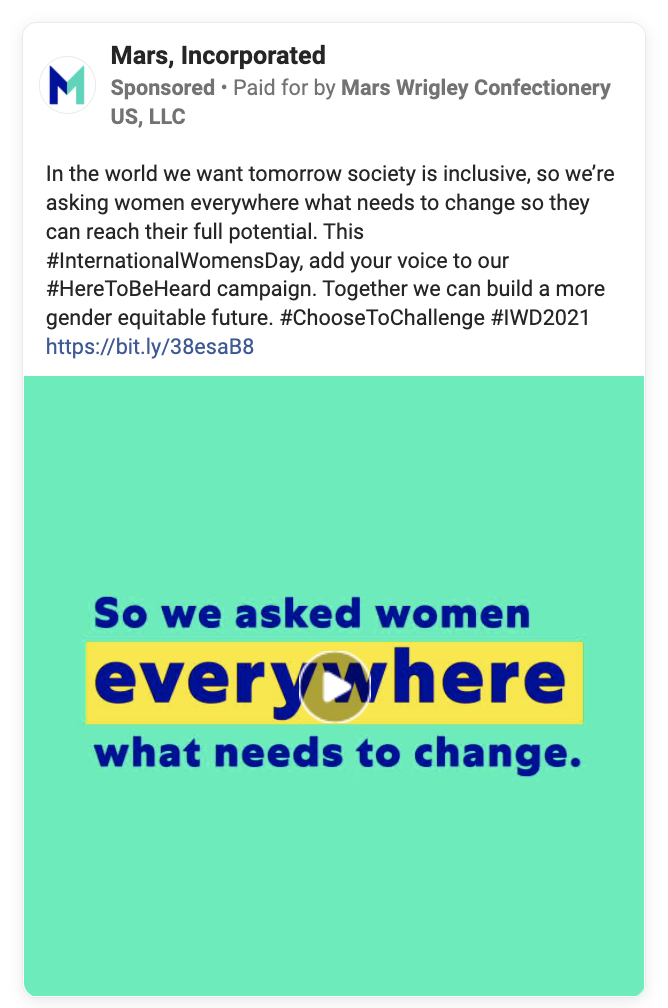 Mars, Incorporated
Sponsored • Paid for by Mars Wrigley Confectionery
US, LLC
In the world we want tomorrow society is inclusive, so we’re
asking women everywhere what needs to change so they
can reach their full potential. This
#InternationalWomensDay, add your voice to our
#HereToBeHeard campaign. Together we can build a more
gender equitable future. #ChooseToChallenge #IWD2021
https://bit.ly/38esaB8
So we asked women
everywhere
what needs to change.